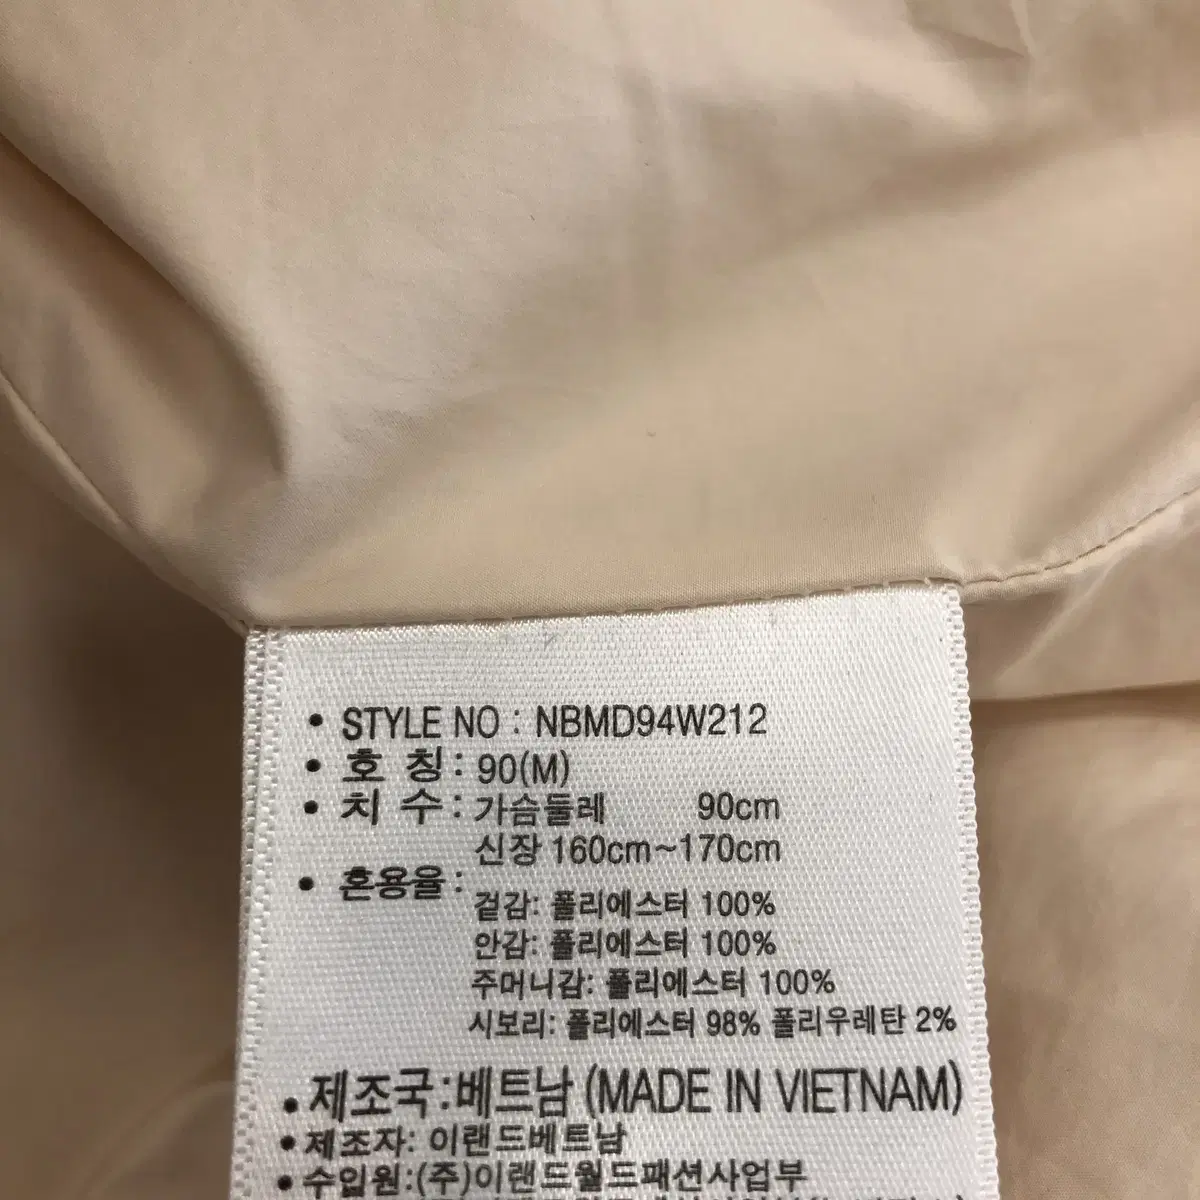 • STYLE NO : NBMD94W212
• 호 칭 : 90(M)
• 치 수 : 가슴둘레 90cm
신장 160cm~170cm
• 혼용율 :
겉감: 폴리에스터 100%
안감: 폴리에스터 100%
주머니감: 폴리에스터 100%
시보리: 폴리에스터 98% 폴리우레탄 2%
• 제조국 : 베트남 (MADE IN VIETNAM)
• 제조자: 이랜드베트남
• 수입원:(주)이랜드월드패션사업부